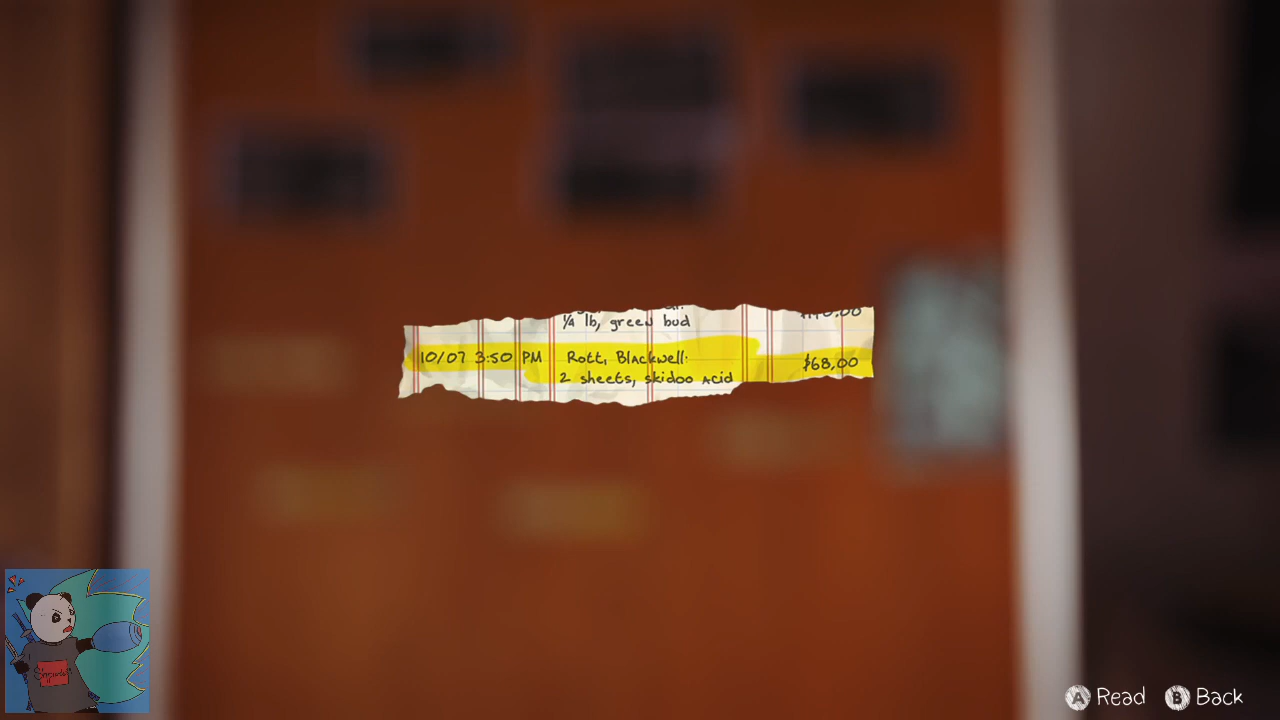 ¼ lb, green bud
10/07 3:50 PM Rott, Blackwell: $68.00
2 sheets, skidoo Acid
A Read B Back